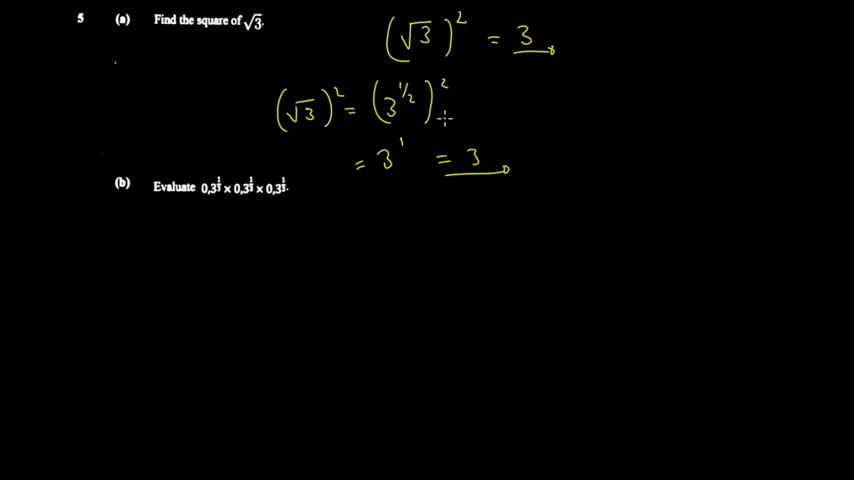 5 (a) Find the square of √3.
(√3)² = 3
(√3)² = (3^{1/2})²
= 3¹ = 3
(b) Evaluate 0,3^{1/3} × 0,3^{1/3} × 0,3^{1/3}.